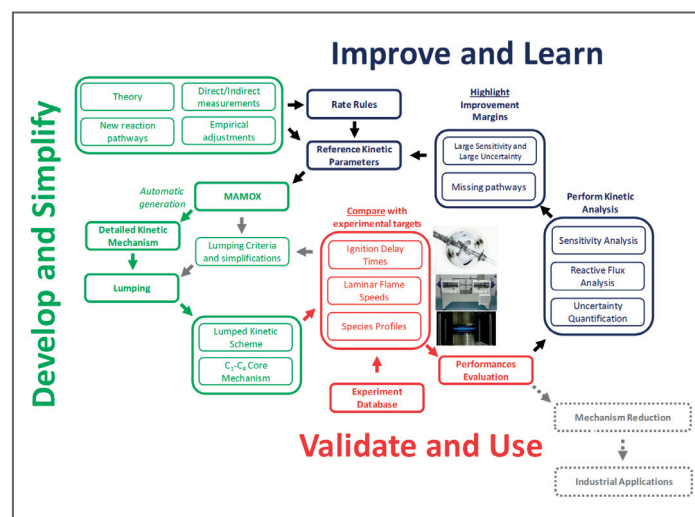 Improve and Learn
Develop and Simplify
Theory
Direct/Indirect
measurements
New reaction
pathways
Empirical
adjustments
Rate Rules
Reference Kinetic
Parameters
Highlight
Improvement
Margins
Large Sensitivity and
Large Uncertainty
Missing pathways
Automatic
generation
MAMOX
Detailed Kinetic
Mechanism
Lumping Criteria
and simplifications
Lumping
Compare with
experimental targets
Ignition Delay
Times
Laminar Flame
Speeds
Species Profiles
Perform Kinetic
Analysis
Sensitivity Analysis
Reactive Flux
Analysis
Uncertainty
Quantification
Lumped Kinetic
Scheme
C₁-C₄ Core
Mechanism
Experiment
Database
Performances
Evaluation
Validate and Use
Mechanism Reduction
Industrial Applications